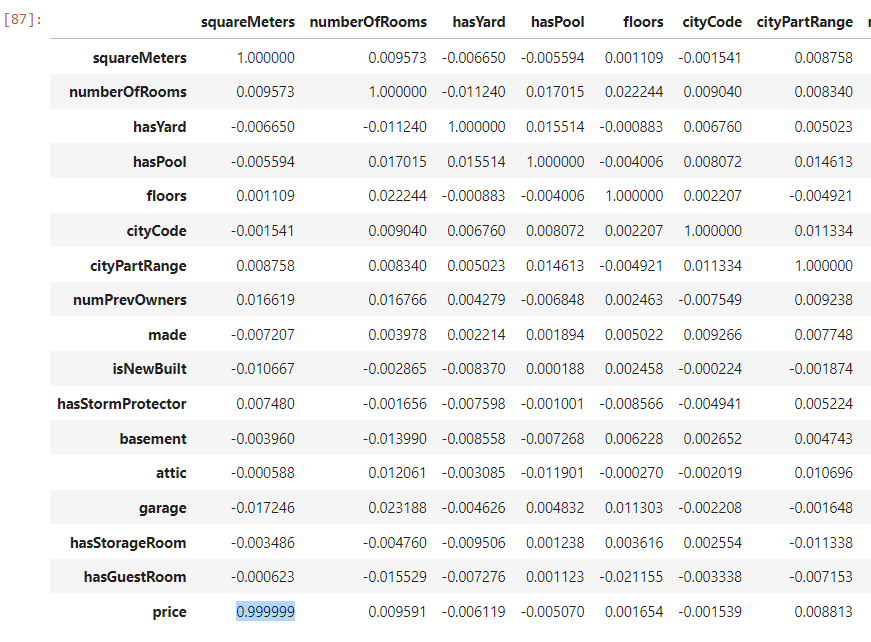 [87]:
squareMeters numberOfRooms hasYard hasPool floors cityCode cityPartRange
squareMeters 1.000000 0.009573 -0.006650 -0.005594 0.001109 -0.001541 0.008758
numberOfRooms 0.009573 1.000000 -0.011240 0.017015 0.022244 0.009040 0.008340
hasYard -0.006650 -0.011240 1.000000 0.015514 -0.000883 0.006760 0.005023
hasPool -0.005594 0.017015 0.015514 1.000000 -0.004006 0.008072 0.014613
floors 0.001109 0.022244 -0.000883 -0.004006 1.000000 0.002207 -0.004921
cityCode -0.001541 0.009040 0.006760 0.008072 0.002207 1.000000 0.011334
cityPartRange 0.008758 0.008340 0.005023 0.014613 -0.004921 0.011334 1.000000
numPrevOwners 0.016619 0.016766 0.004279 -0.006848 0.002463 -0.007549 0.009238
made -0.007207 0.003978 0.002214 0.001894 0.005022 0.009266 0.007748
isNewBuilt -0.010667 -0.002865 -0.008370 0.000188 0.002458 -0.000224 -0.001874
hasStormProtector 0.007480 -0.001656 -0.007598 -0.001001 -0.008566 -0.004941 0.005224
basement -0.003960 -0.013990 -0.008558 -0.007268 0.006228 0.002652 0.004743
attic -0.000588 0.012061 -0.003085 -0.011901 -0.000270 -0.002019 0.010696
garage -0.017246 0.023188 -0.004626 0.004832 0.011303 -0.002208 -0.001648
hasStorageRoom -0.003486 -0.004760 -0.009506 0.001238 0.003616 0.002554 -0.011338
hasGuestRoom -0.000623 -0.015529 -0.007276 0.001123 -0.021155 -0.003338 -0.007153
price 0.999999 0.009591 -0.006119 -0.005070 0.001654 -0.001539 0.008813